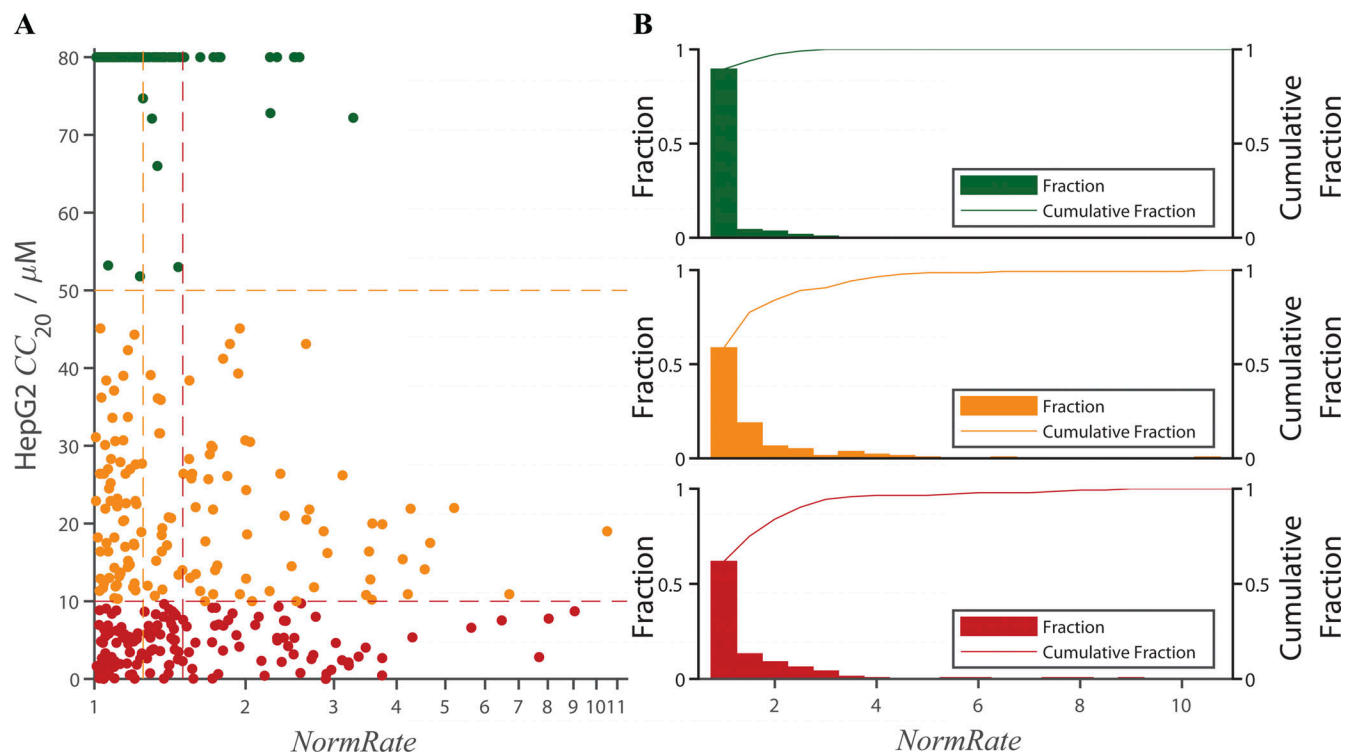 A
80
70
60
50
40
30
20
10
0
HepG2 CC20 / μM
1 2 3 4 5 6 7 8 9 10 11
NormRate
B
1
0.5
0
Fraction
1
0.5
0
Cumulative
Fraction
Fraction
Cumulative Fraction
1
0.5
0
Fraction
1
0.5
0
Cumulative
Fraction
Fraction
Cumulative Fraction
1
0.5
0
Fraction
1
0.5
0
Cumulative
Fraction
Fraction
Cumulative Fraction
2 4 6 8 10
NormRate